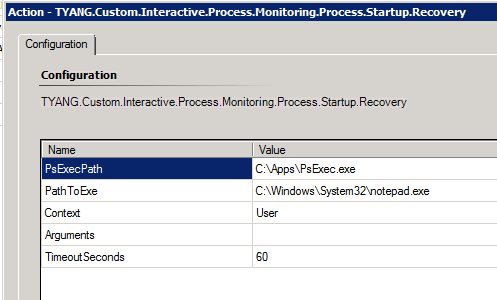 Action - TYANG.Custom.Interactive.Process.Monitoring.Process.Startup.Recovery
Configuration
Configuration
TYANG.Custom.Interactive.Process.Monitoring.Process.Startup.Recovery
Name Value
PsExecPath C:\Apps\PsExec.exe
PathToExe C:\Windows\System32\notepad.exe
Context User
Arguments
TimeoutSeconds 60